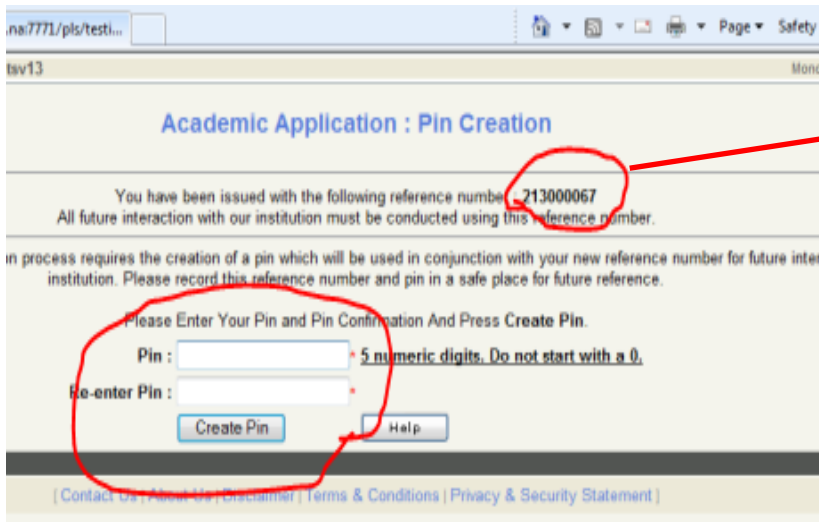 .na:7771/pls/testi...
Page
Safety
tsv13
Academic Application : Pin Creation
You have been issued with the following reference number : 213000067
All future interaction with our institution must be conducted using this reference number.
process requires the creation of a pin which will be used in conjunction with your new reference number for future inter
institution. Please record this reference number and pin in a safe place for future reference.
Please Enter Your Pin and Pin Confirmation And Press Create Pin.
Pin : * 5 numeric digits. Do not start with a 0.
Re-enter Pin : *
Create Pin Help
[ Contact Us | About Us | Disclaimer | Terms & Conditions | Privacy & Security Statement ]